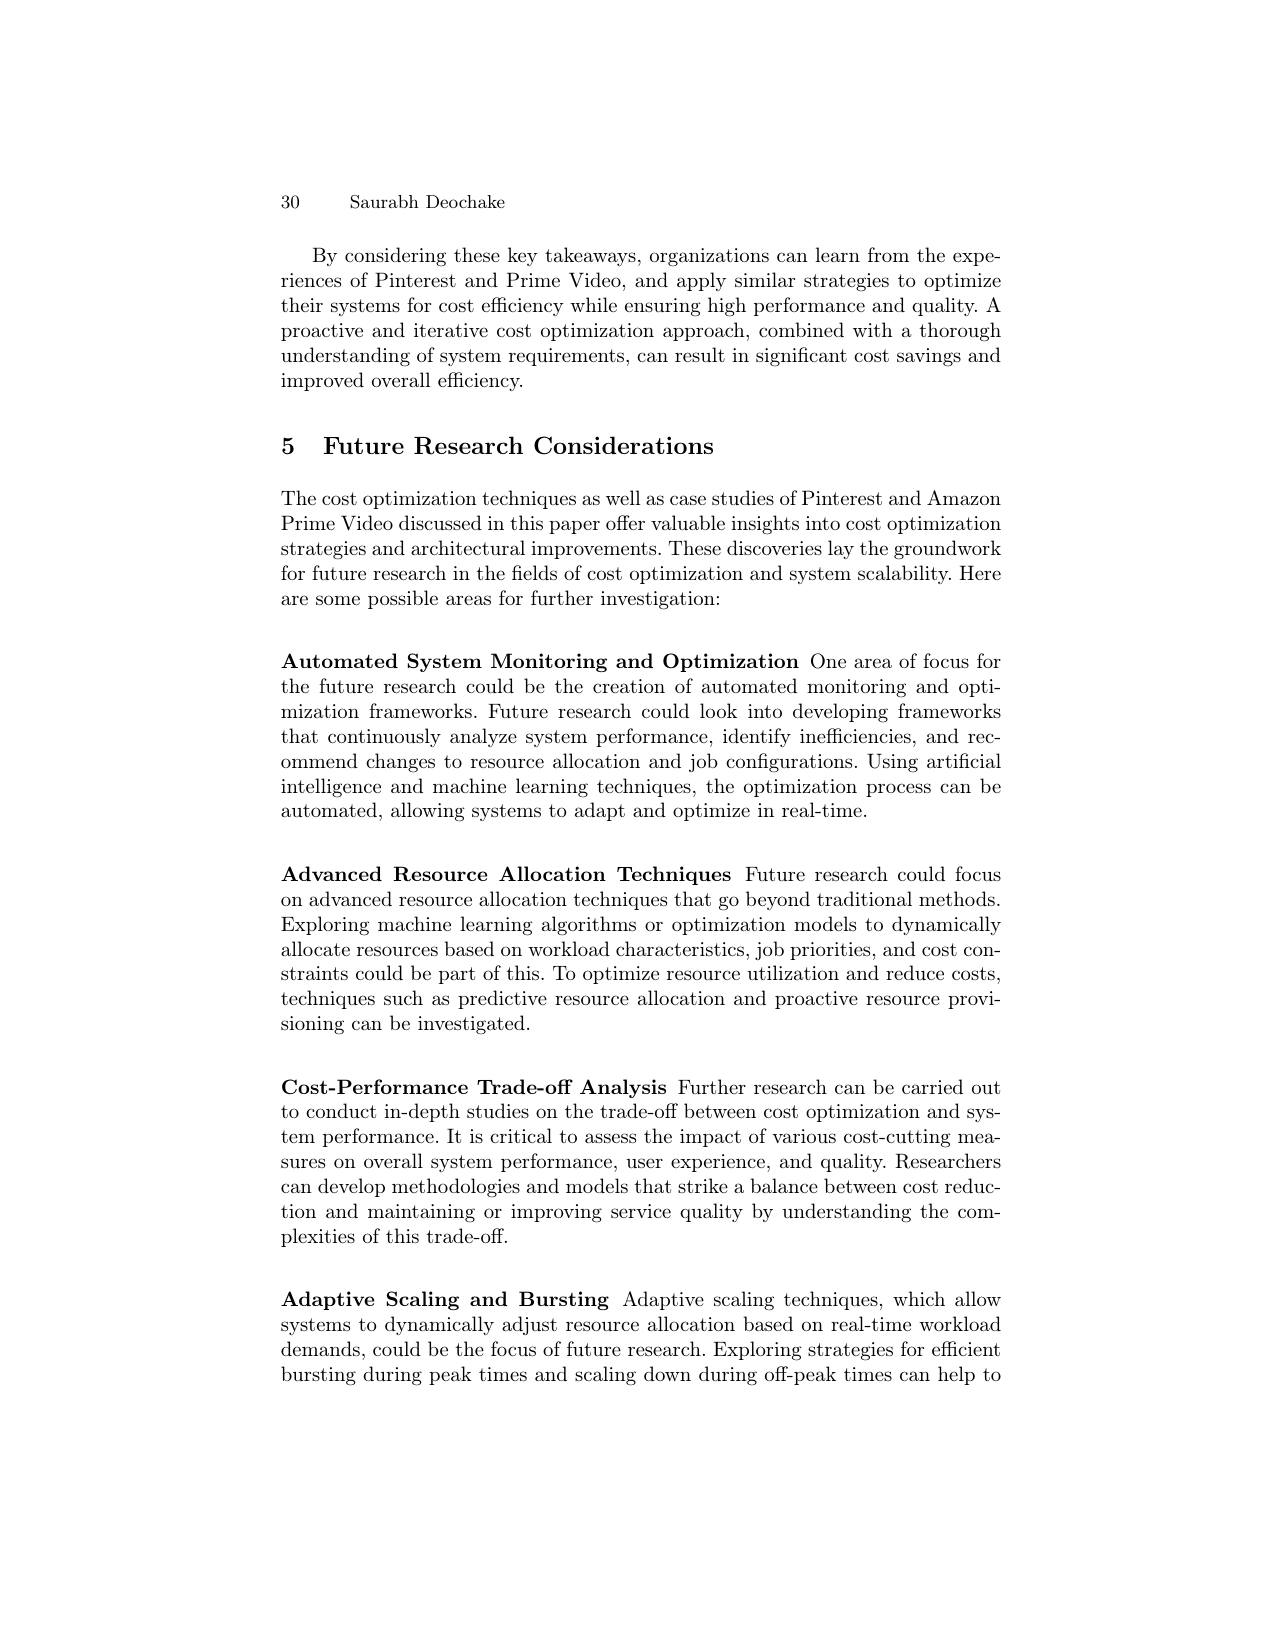 30 Saurabh Deochake
By considering these key takeaways, organizations can learn from the expe-
riences of Pinterest and Prime Video, and apply similar strategies to optimize
their systems for cost efficiency while ensuring high performance and quality. A
proactive and iterative cost optimization approach, combined with a thorough
understanding of system requirements, can result in significant cost savings and
improved overall efficiency.
5 Future Research Considerations
The cost optimization techniques as well as case studies of Pinterest and Amazon
Prime Video discussed in this paper offer valuable insights into cost optimization
strategies and architectural improvements. These discoveries lay the groundwork
for future research in the fields of cost optimization and system scalability. Here
are some possible areas for further investigation:
Automated System Monitoring and Optimization One area of focus for
the future research could be the creation of automated monitoring and opti-
mization frameworks. Future research could look into developing frameworks
that continuously analyze system performance, identify inefficiencies, and rec-
ommend changes to resource allocation and job configurations. Using artificial
intelligence and machine learning techniques, the optimization process can be
automated, allowing systems to adapt and optimize in real-time.
Advanced Resource Allocation Techniques Future research could focus
on advanced resource allocation techniques that go beyond traditional methods.
Exploring machine learning algorithms or optimization models to dynamically
allocate resources based on workload characteristics, job priorities, and cost con-
straints could be part of this. To optimize resource utilization and reduce costs,
techniques such as predictive resource allocation and proactive resource provi-
sioning can be investigated.
Cost-Performance Trade-off Analysis Further research can be carried out
to conduct in-depth studies on the trade-off between cost optimization and sys-
tem performance. It is critical to assess the impact of various cost-cutting mea-
sures on overall system performance, user experience, and quality. Researchers
can develop methodologies and models that strike a balance between cost reduc-
tion and maintaining or improving service quality by understanding the com-
plexities of this trade-off.
Adaptive Scaling and Bursting Adaptive scaling techniques, which allow
systems to dynamically adjust resource allocation based on real-time workload
demands, could be the focus of future research. Exploring strategies for efficient
bursting during peak times and scaling down during off-peak times can help to